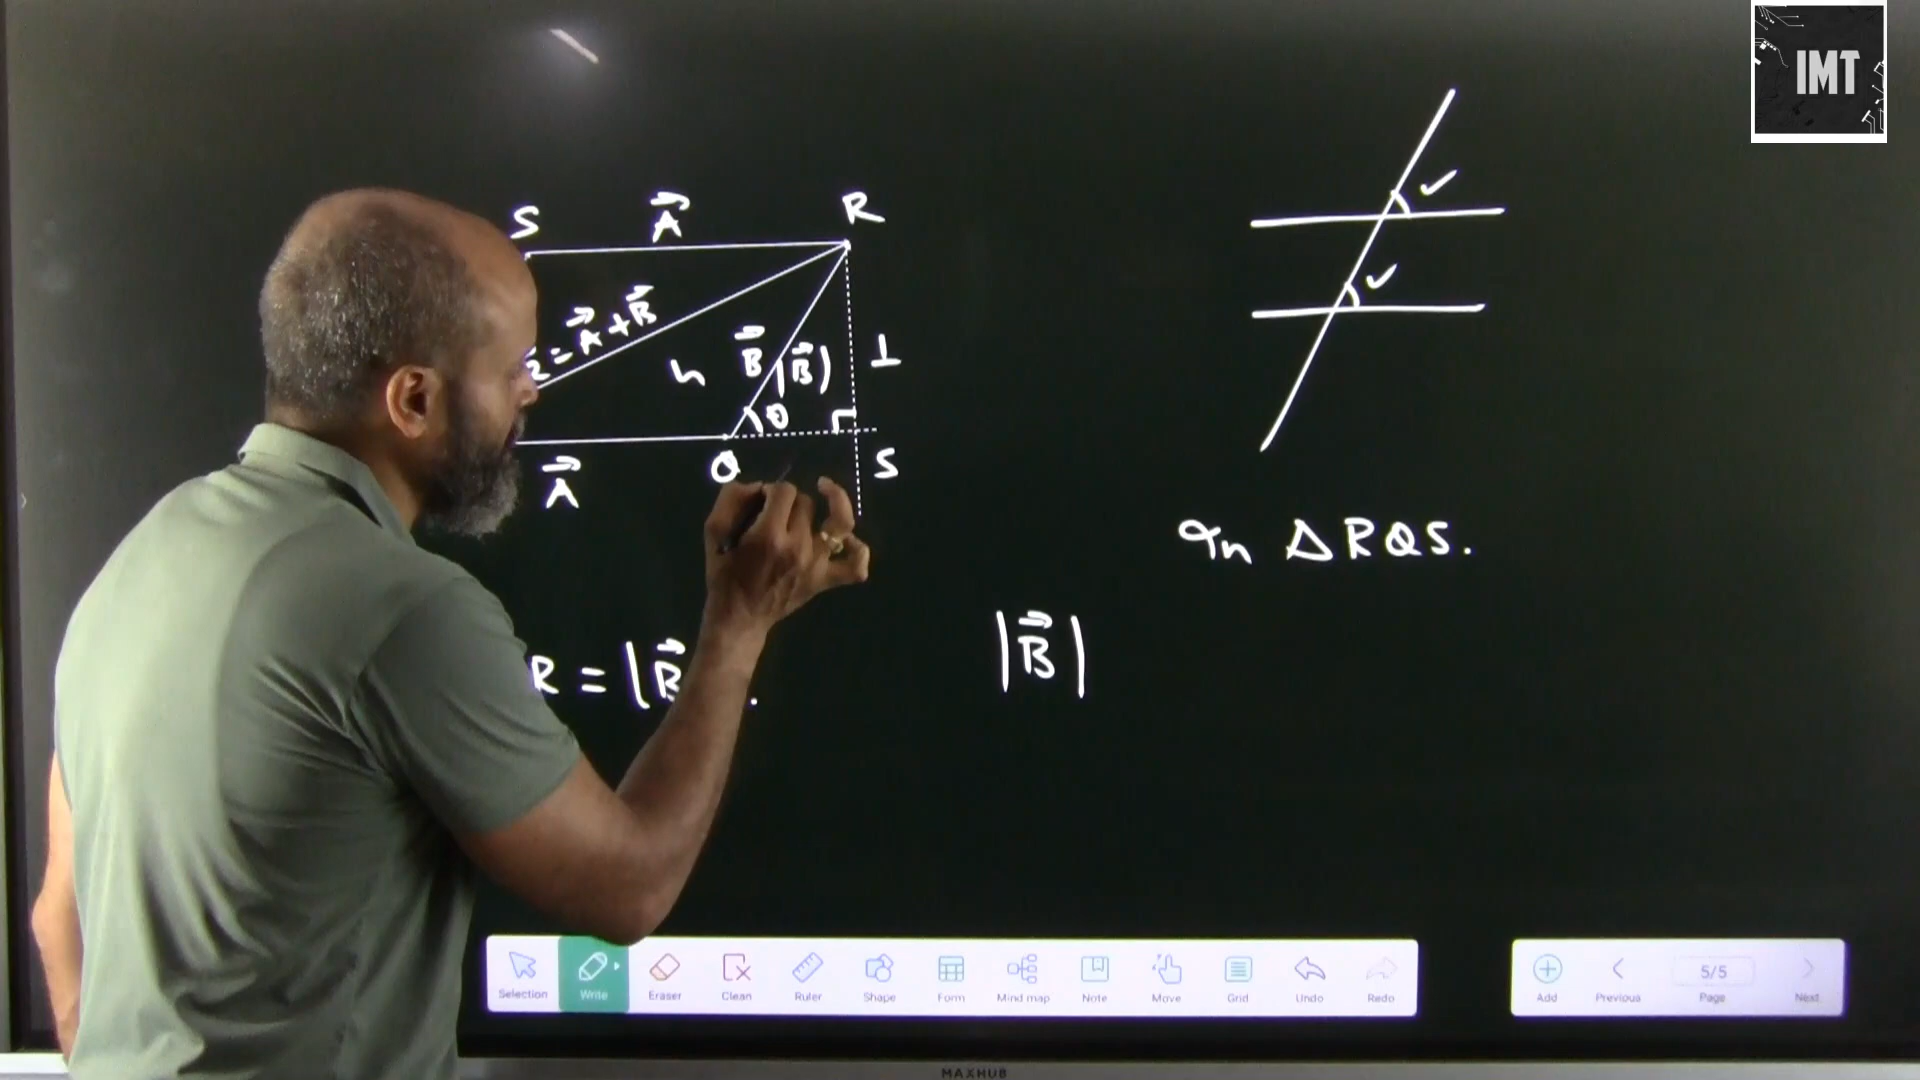 IMT
S
A⃗
R
= A⃗ + B⃗
h
B⃗
|B⃗|
⊥
θ
Q
S
A⃗
In Δ RQS.
R = |B⃗
.
|B⃗|
Selection
Write
Eraser
Clean
Ruler
Shape
Form
Mind map
Note
Move
Grid
Undo
Redo
Add
Previous
5/5
Page
Next
MAXHUB